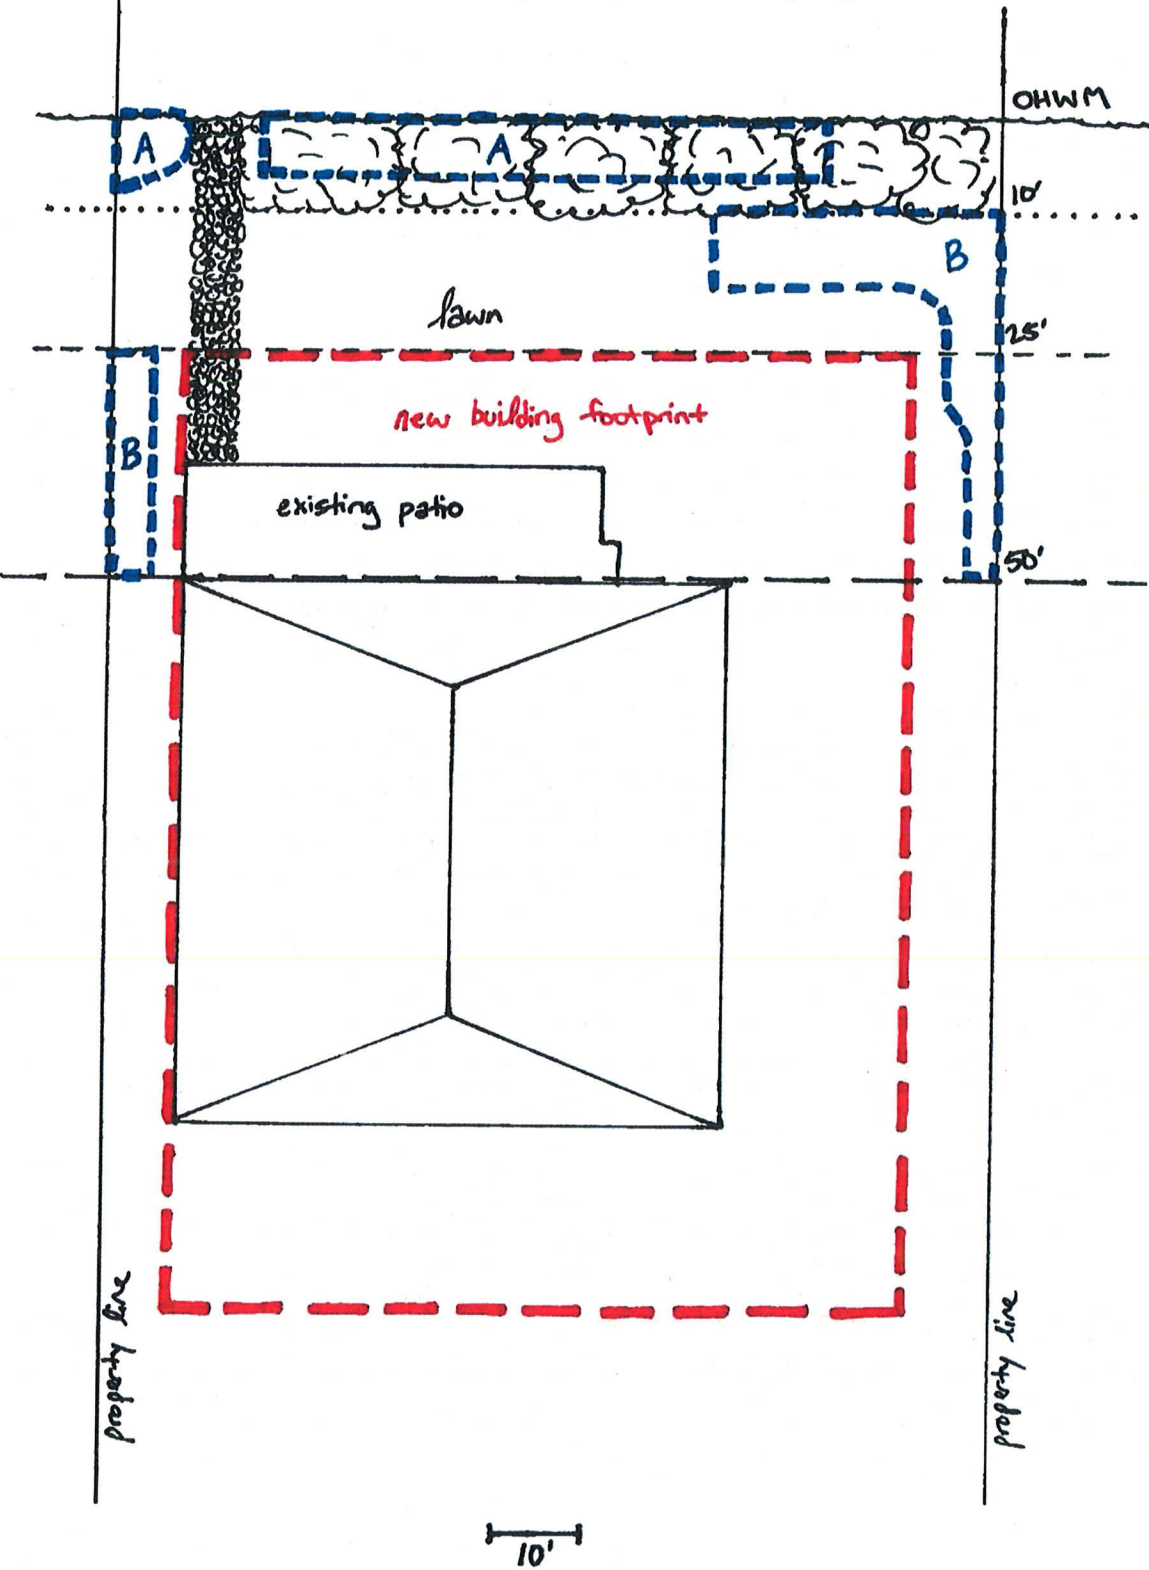 OHWM
A
A
10'
B
lawn
25'
new building footprint
B
existing patio
50'
property line
property line
10'